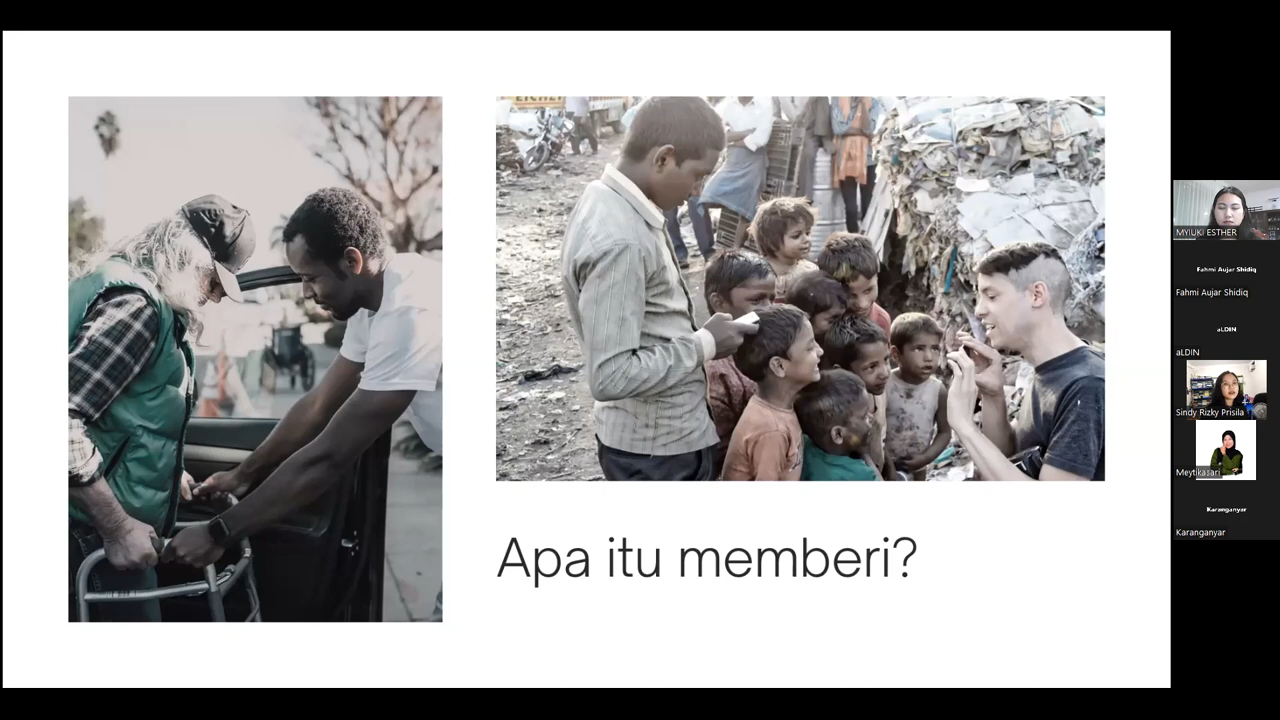 Apa itu memberi?
MYIUKI ESTHER
Fahmi Aujar Shidiq
Fahmi Aujar Shidiq
aLDIN
aLDIN
Sindy Rizky Prisila
Meytikasari
Karanganyar
Karanganyar